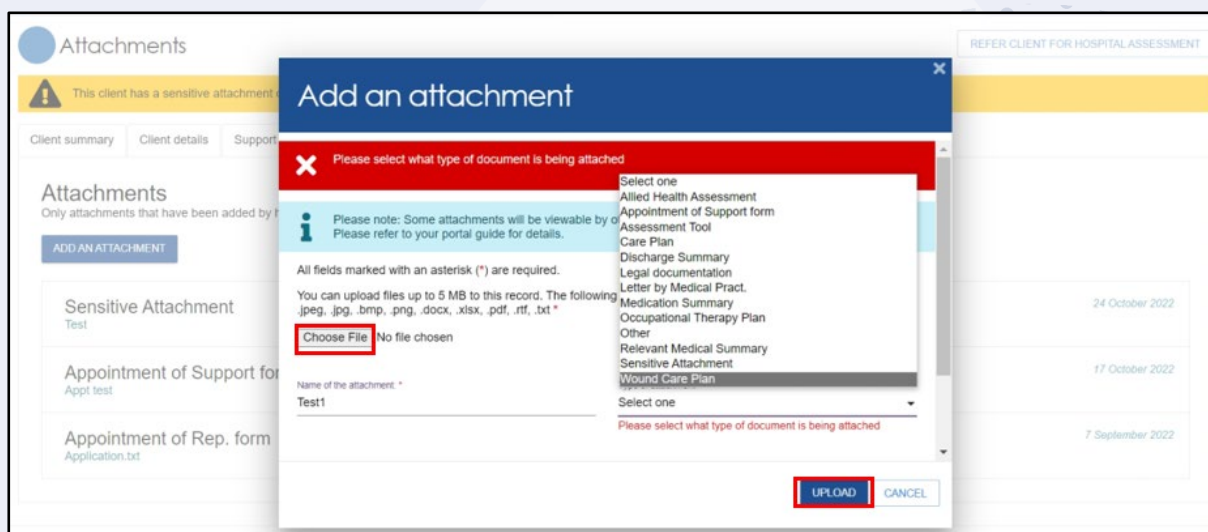 Attachments
REFER CLIENT FOR HOSPITAL ASSESSMENT
This client has a sensitive attachment
Client summary
Client details
Support
Attachments
Only attachments that have been added by
ADD AN ATTACHMENT
Sensitive Attachment
Test
24 October 2022
Appointment of Support
Appt test
17 October 2022
Appointment of Rep. form
Application.txt
7 September 2022
Add an attachment
Please select what type of document is being attached
Please note: Some attachments will be viewable by
Please refer to your portal guide for details.
All fields marked with an asterisk (*) are required.
You can upload files up to 5 MB to this record. The following
.jpeg, .jpg, .bmp, .png, .docx, .xlsx, .pdf, .rtf, .txt *
Choose File No file chosen
Name of the attachment: *
Test1
Select one
Allied Health Assessment
Appointment of Support form
Assessment Tool
Care Plan
Discharge Summary
Legal documentation
Letter by Medical Pract.
Medication Summary
Occupational Therapy Plan
Other
Relevant Medical Summary
Sensitive Attachment
Wound Care Plan
Select one
Please select what type of document is being attached
UPLOAD
CANCEL